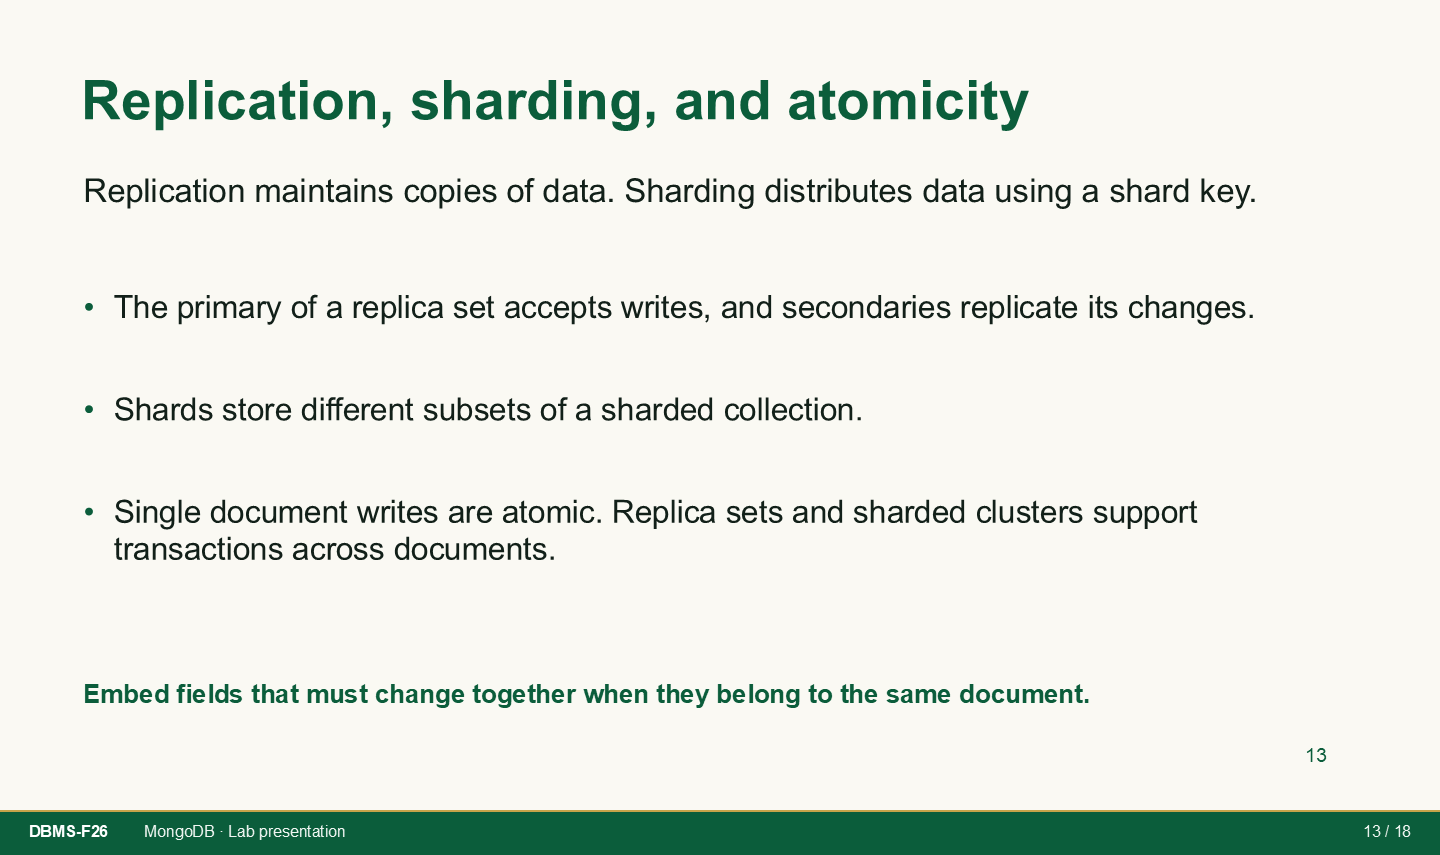 Replication, sharding, and atomicity
Replication maintains copies of data. Sharding distributes data using a shard key.
• The primary of a replica set accepts writes, and secondaries replicate its changes.
• Shards store different subsets of a sharded collection.
• Single document writes are atomic. Replica sets and sharded clusters support
transactions across documents.
Embed fields that must change together when they belong to the same document.
13
DBMS-F26 MongoDB · Lab presentation 13 / 18